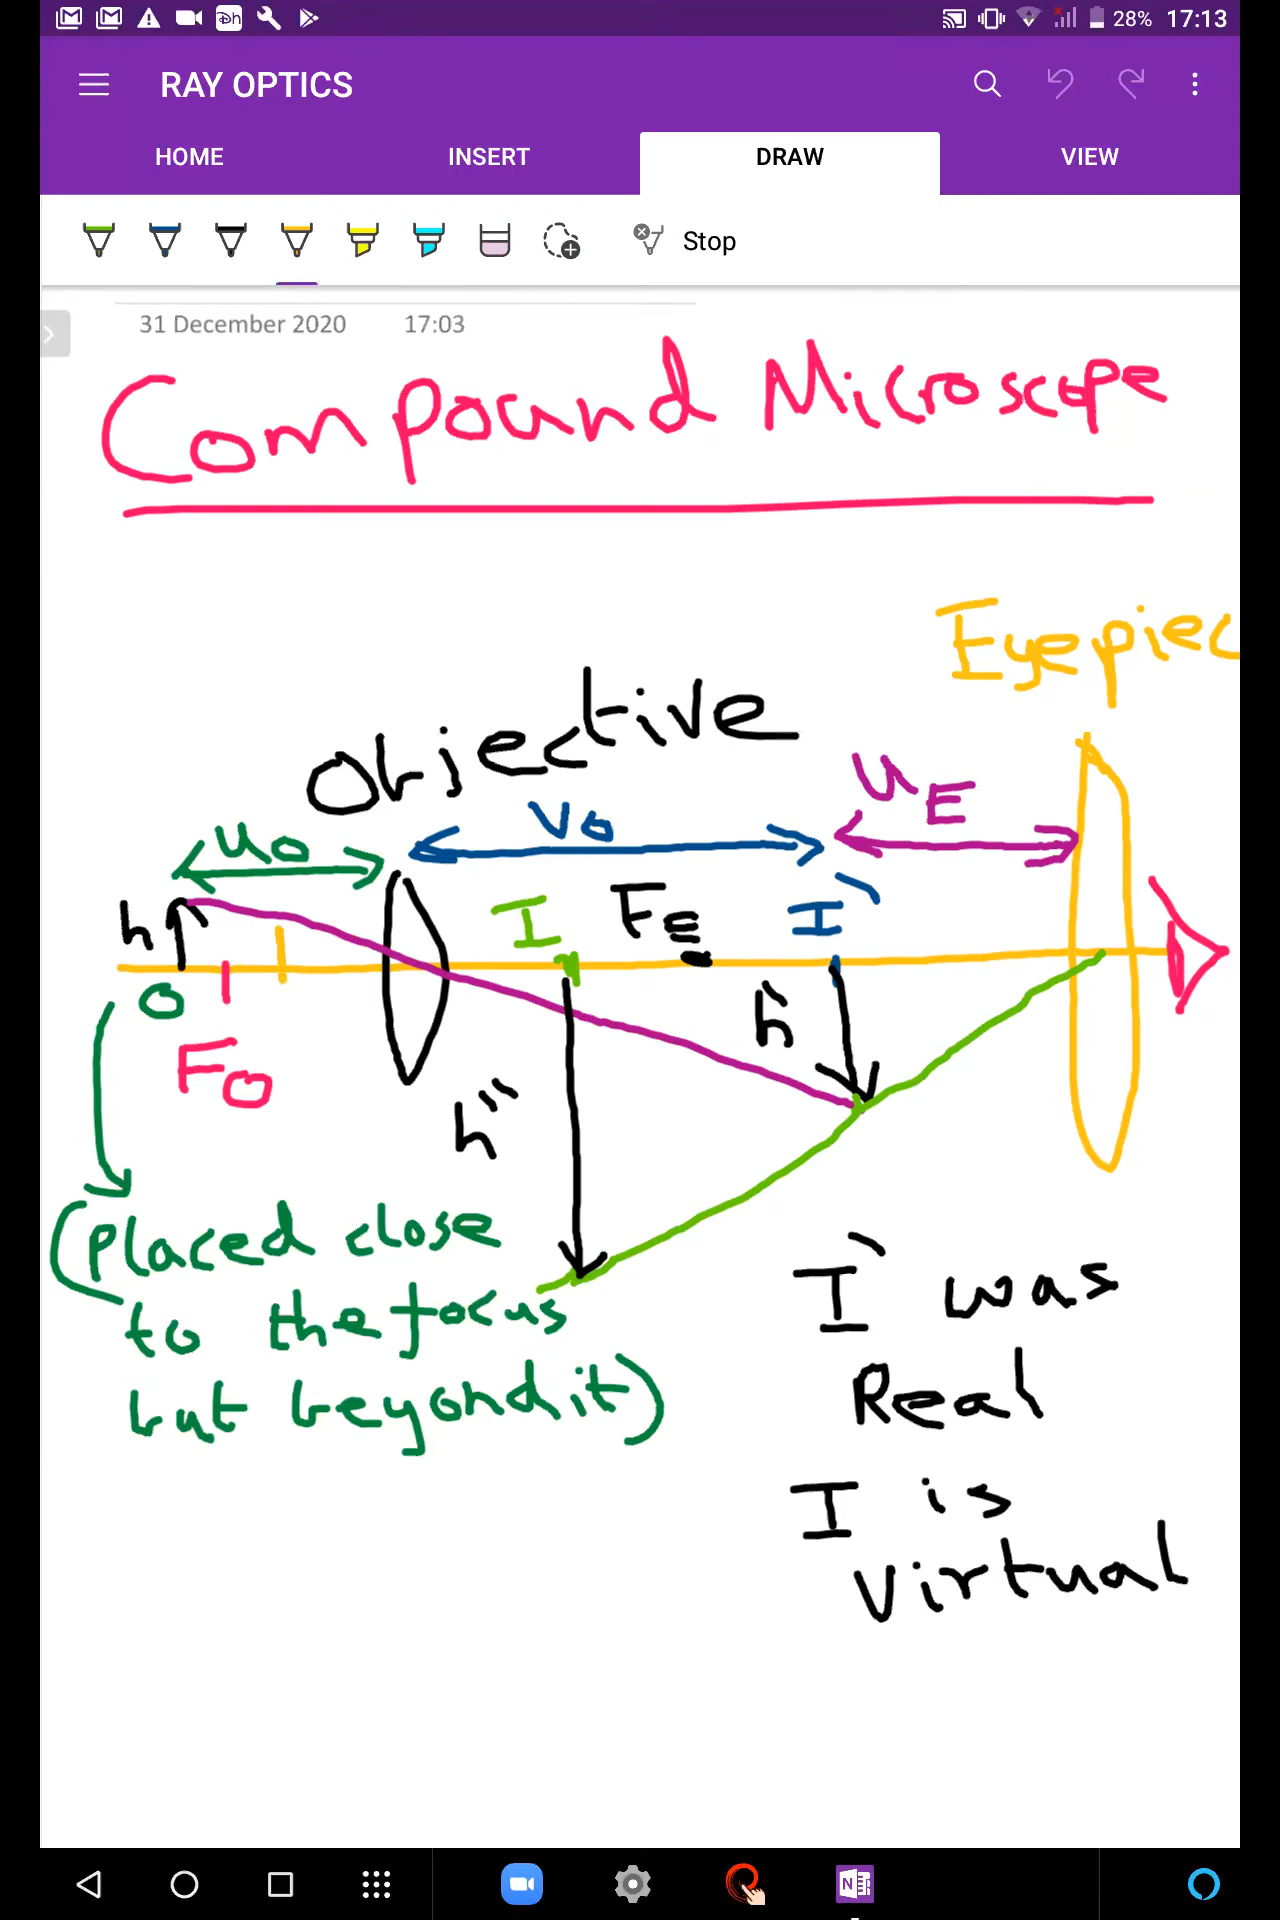 28% 17:13
RAY OPTICS
HOME INSERT DRAW VIEW
Stop
31 December 2020 17:03
Compound Microscope
Eyepiec
Objective
uo vo uE
h I FE I'
O h'
Fo
h''
(placed close
to the focus
but beyond it)
I' was
Real
I is
virtual